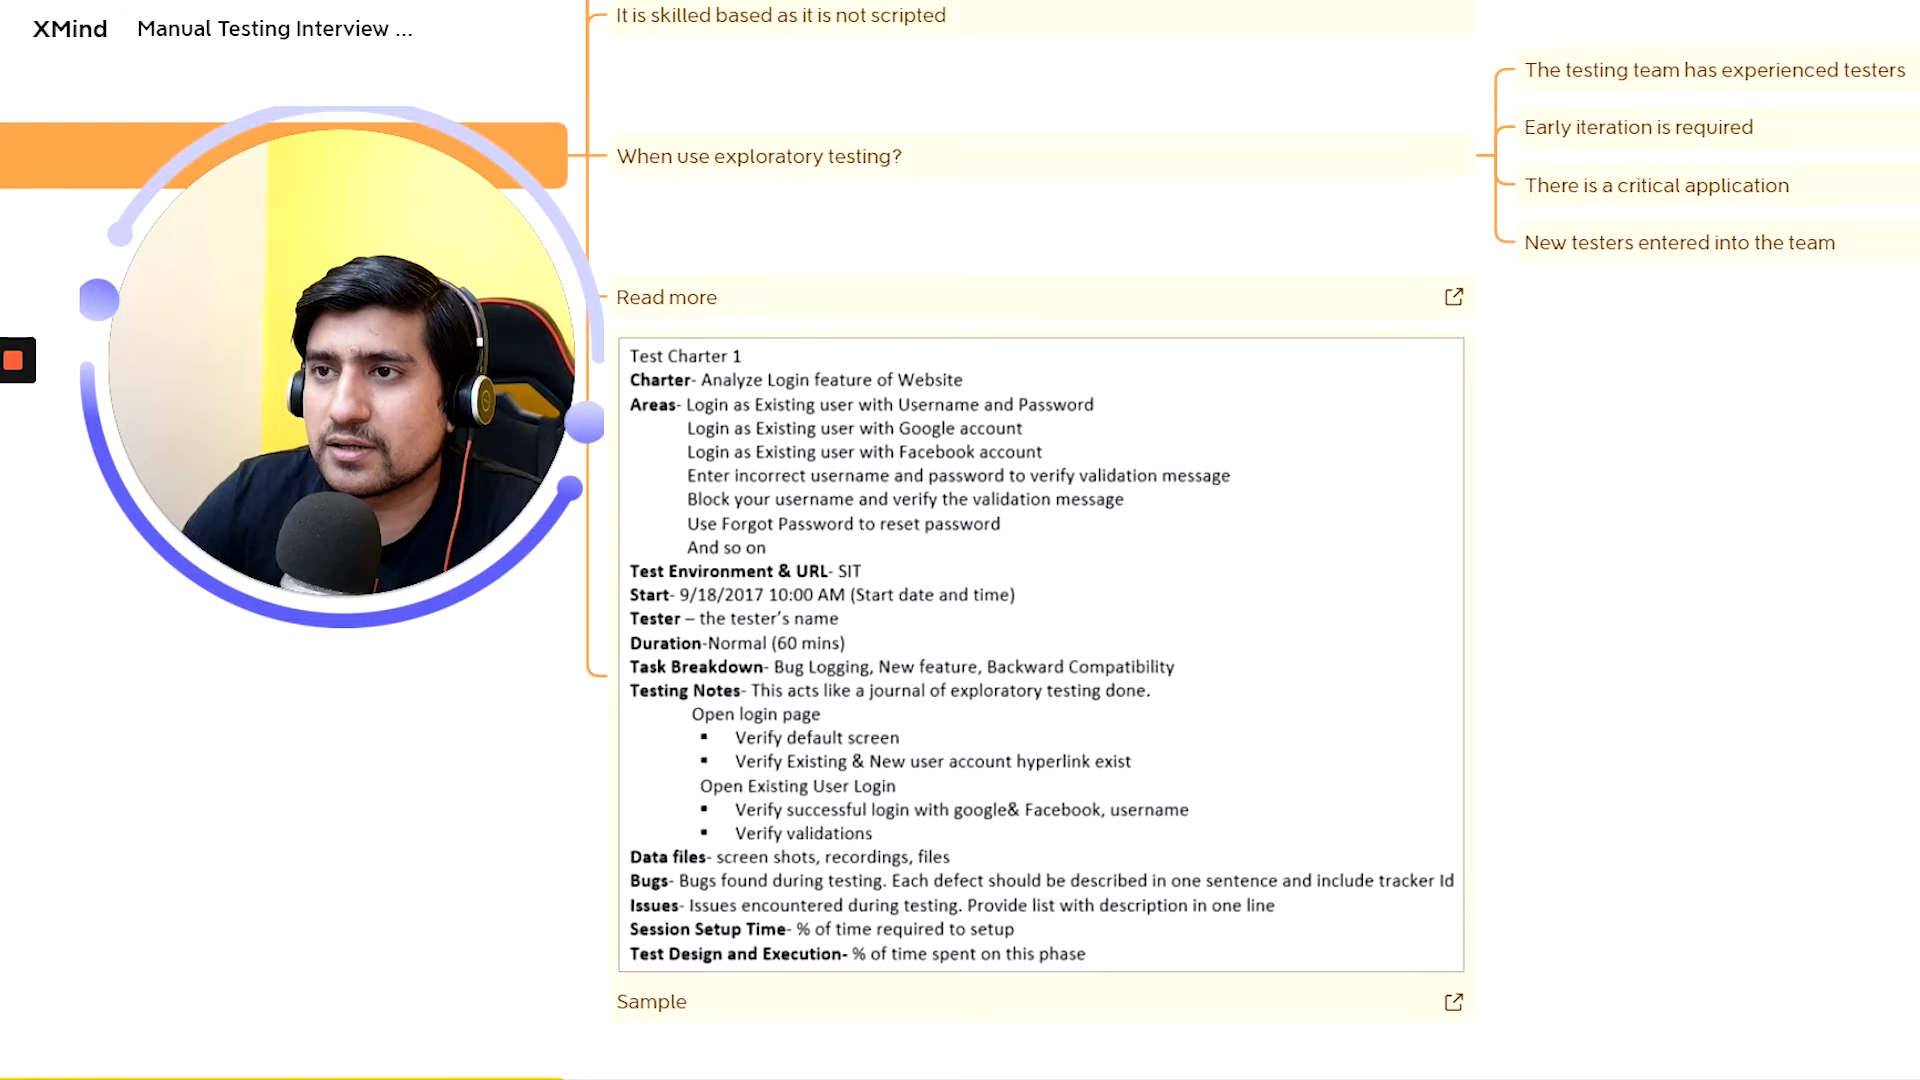 XMind
Manual Testing Interview ...
It is skilled based as it is not scripted
When use exploratory testing?
The testing team has experienced testers
Early iteration is required
There is a critical application
New testers entered into the team
Read more
Test Charter 1
Charter- Analyze Login feature of Website
Areas- Login as Existing user with Username and Password
Login as Existing user with Google account
Login as Existing user with Facebook account
Enter incorrect username and password to verify validation message
Block your username and verify the validation message
Use Forgot Password to reset password
And so on
Test Environment & URL- SIT
Start- 9/18/2017 10:00 AM (Start date and time)
Tester – the tester's name
Duration-Normal (60 mins)
Task Breakdown- Bug Logging, New feature, Backward Compatibility
Testing Notes- This acts like a journal of exploratory testing done.
Open login page
▪ Verify default screen
▪ Verify Existing & New user account hyperlink exist
Open Existing User Login
▪ Verify successful login with google& Facebook, username
▪ Verify validations
Data files- screen shots, recordings, files
Bugs- Bugs found during testing. Each defect should be described in one sentence and include tracker Id
Issues- Issues encountered during testing. Provide list with description in one line
Session Setup Time- % of time required to setup
Test Design and Execution- % of time spent on this phase
Sample